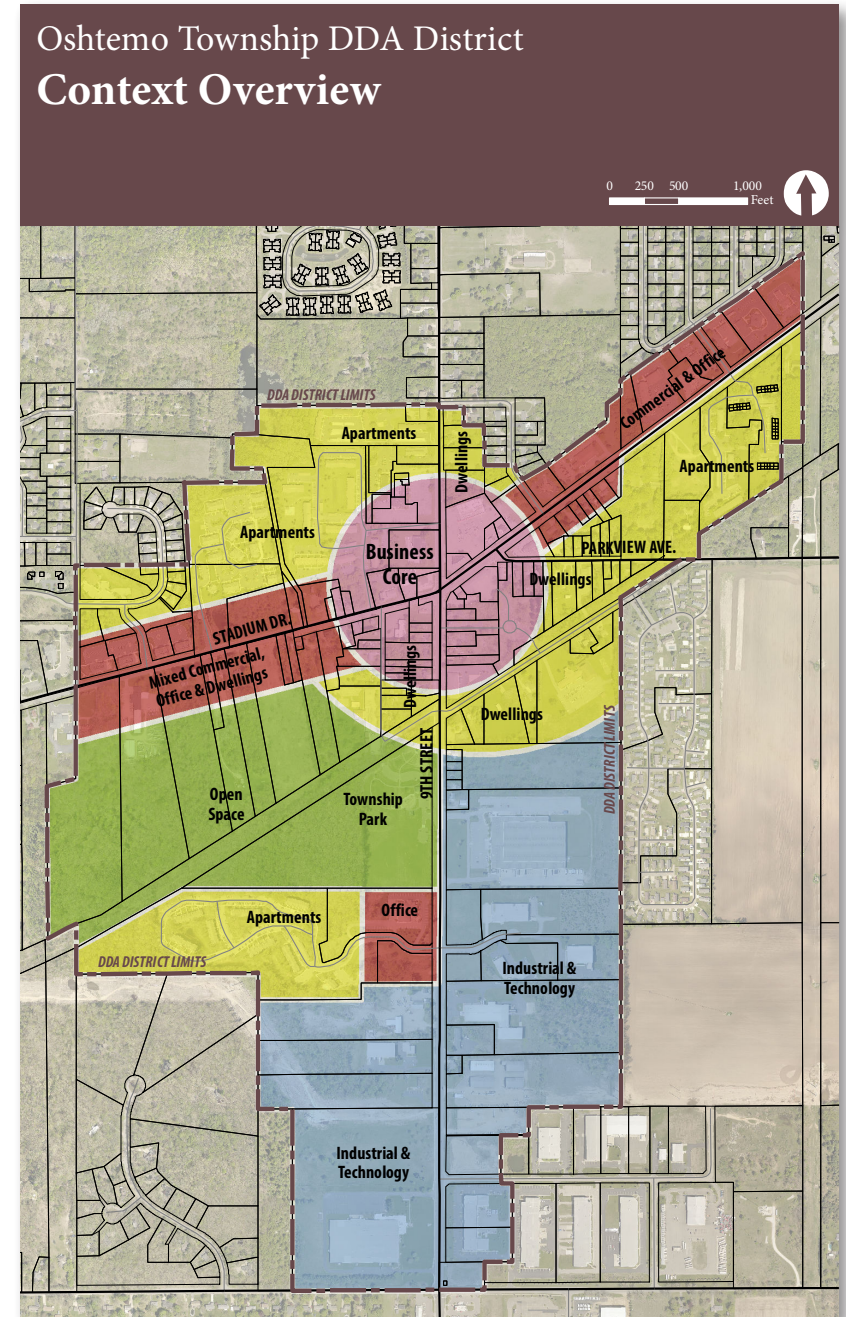 Oshtemo Township DDA District
Context Overview
0 250 500 1,000
Feet
DDA DISTRICT LIMITS
Commercial & Office
Apartments
Dwellings
Apartments
Apartments
Business
Core
PARKVIEW AVE.
Dwellings
STADIUM DR.
Mixed Commercial,
Office & Dwellings
Dwellings
Dwellings
DDA DISTRICT LIMITS
9TH STREET
Open
Space
Township
Park
Apartments
Office
DDA DISTRICT LIMITS
Industrial &
Technology
Industrial &
Technology